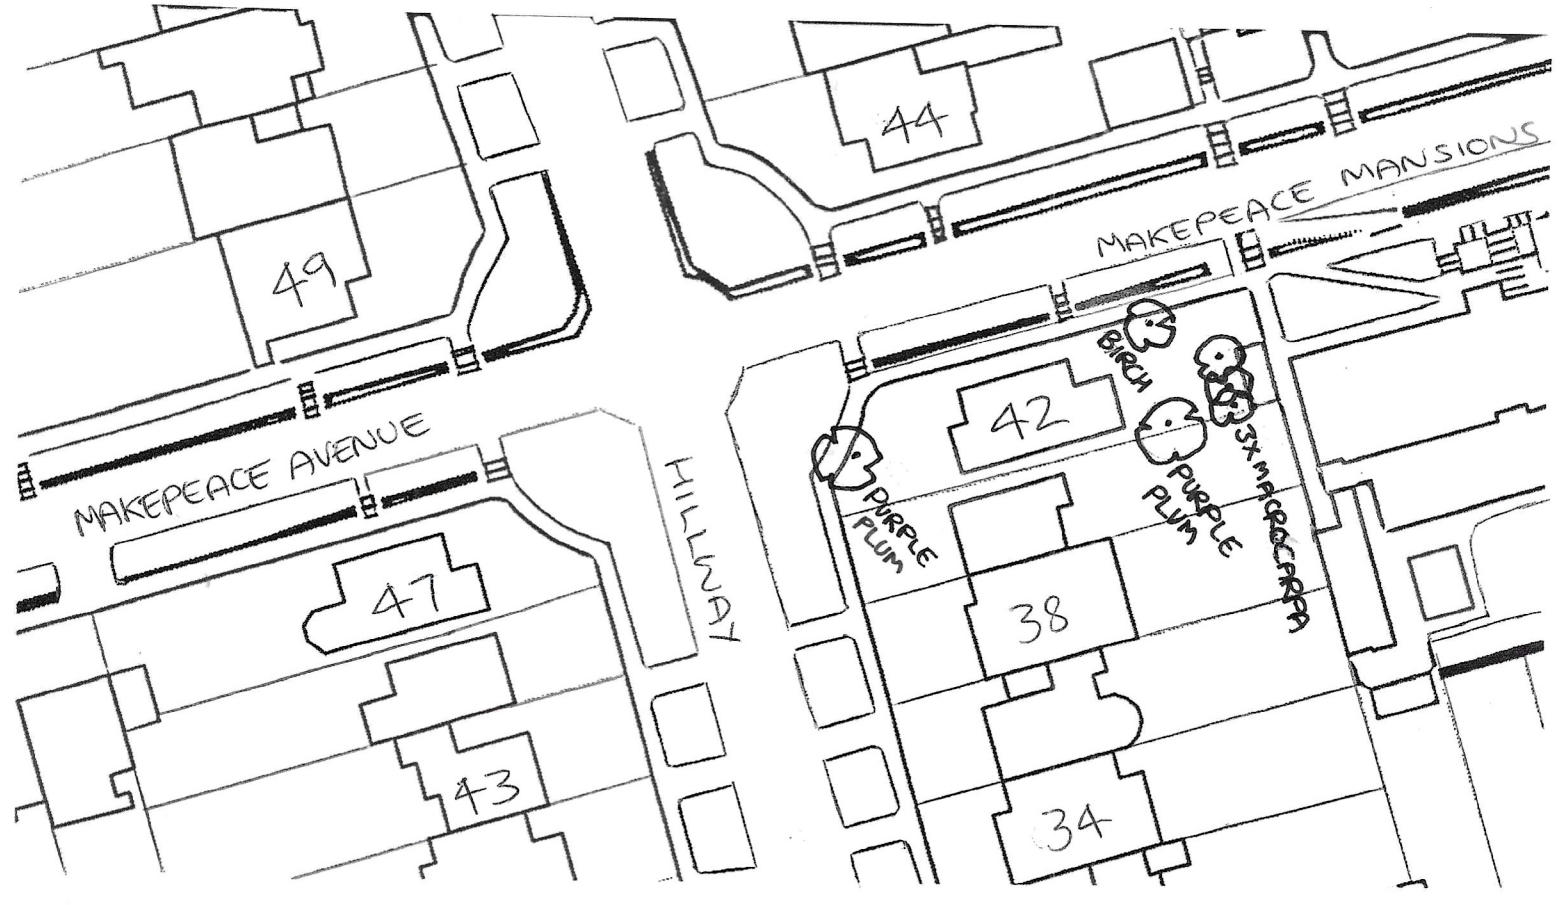 44
MAKEPEACE MANSIONS
49
BIRCH
42
MAKEPEACE AVENUE
3X MACROCARPA
HILLWAY
PURPLE
PLUM
PURPLE
PLUM
47
38
43
34